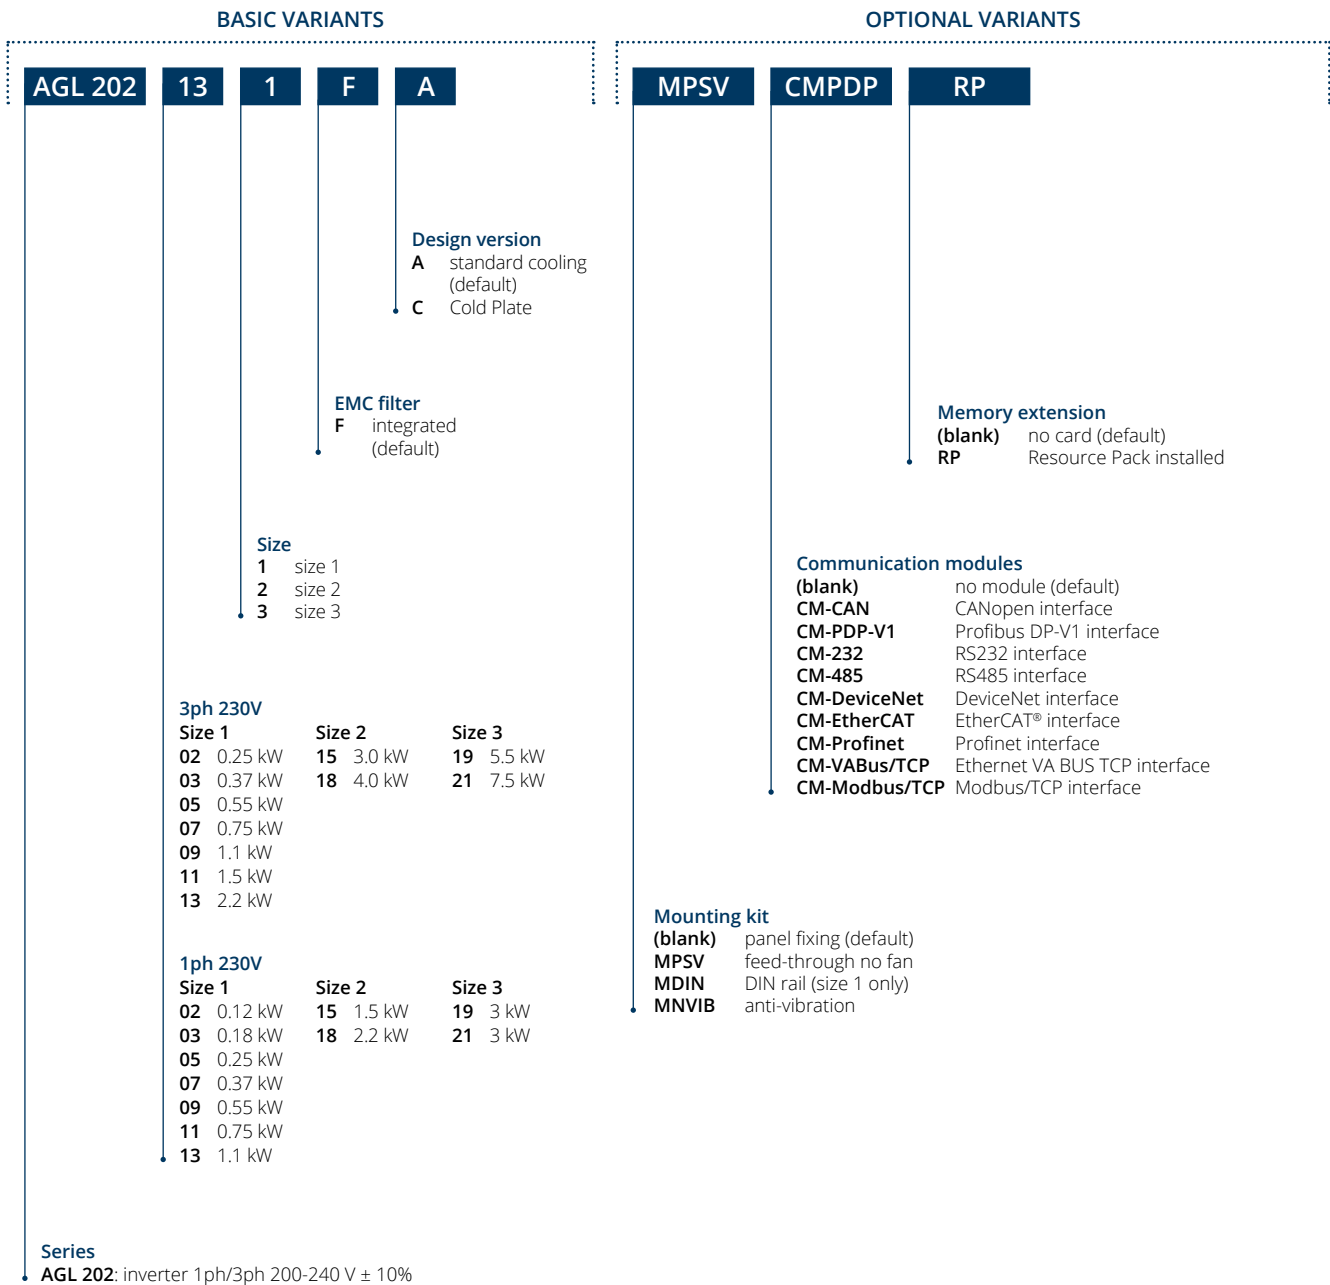 BASIC VARIANTS
OPTIONAL VARIANTS
AGL 202 13 1 F A
MPSV CMPDP RP
Design version
A standard cooling
(default)
C Cold Plate
EMC filter
F integrated
(default)
Memory extension
(blank) no card (default)
RP Resource Pack installed
Size
1 size 1
2 size 2
3 size 3
Communication modules
(blank) no module (default)
CM-CAN CANopen interface
CM-PDP-V1 Profibus DP-V1 interface
CM-232 RS232 interface
CM-485 RS485 interface
CM-DeviceNet DeviceNet interface
CM-EtherCAT EtherCAT® interface
CM-Profinet Profinet interface
CM-VABus/TCP Ethernet VA BUS TCP interface
CM-Modbus/TCP Modbus/TCP interface
3ph 230V
Size 1 Size 2 Size 3
02 0.25 kW 15 3.0 kW 19 5.5 kW
03 0.37 kW 18 4.0 kW 21 7.5 kW
05 0.55 kW
07 0.75 kW
09 1.1 kW
11 1.5 kW
13 2.2 kW
Mounting kit
(blank) panel fixing (default)
MPSV feed-through no fan
MDIN DIN rail (size 1 only)
MNVIB anti-vibration
1ph 230V
Size 1 Size 2 Size 3
02 0.12 kW 15 1.5 kW 19 3 kW
03 0.18 kW 18 2.2 kW 21 3 kW
05 0.25 kW
07 0.37 kW
09 0.55 kW
11 0.75 kW
13 1.1 kW
Series
AGL 202: inverter 1ph/3ph 200-240 V ± 10%